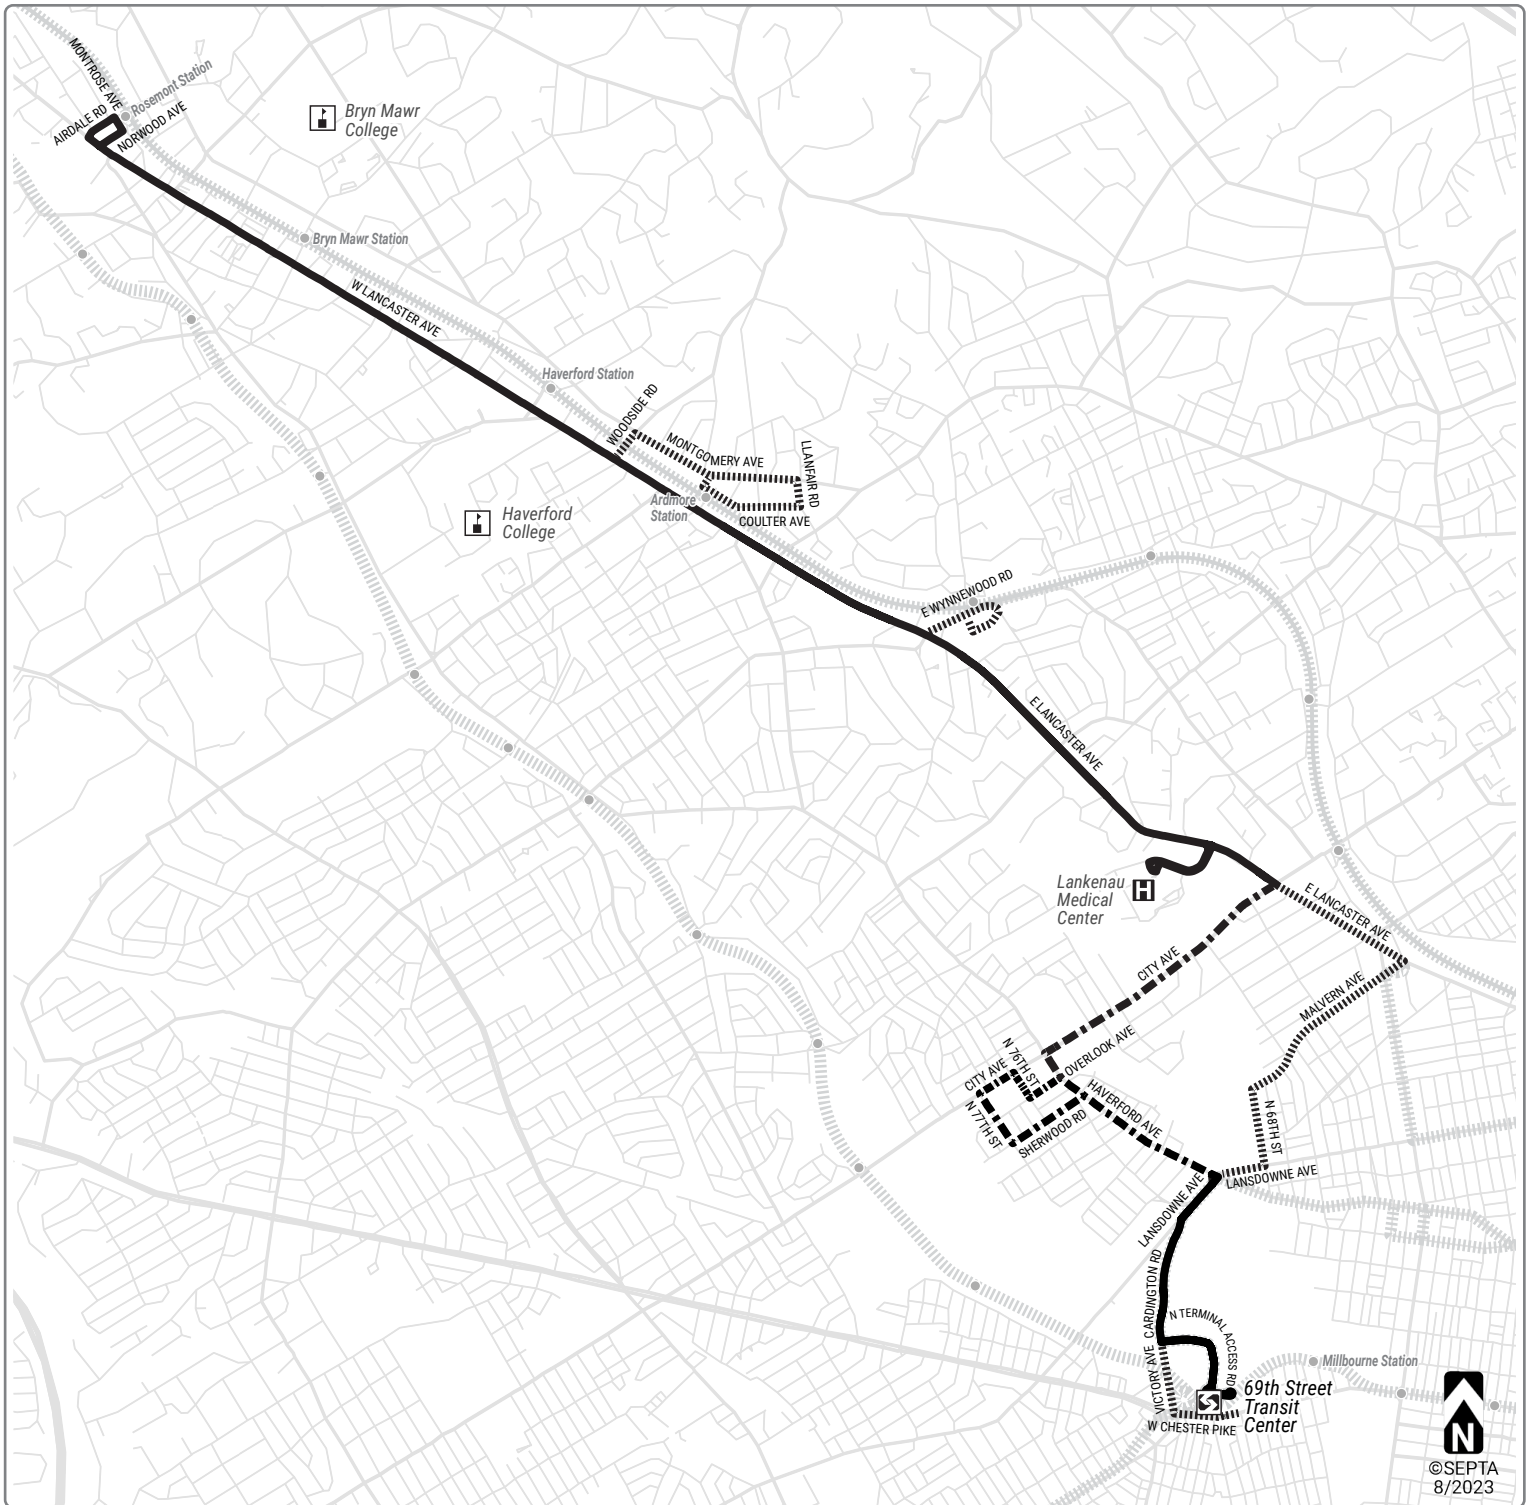 MONTROSE AVE
Rosemont Station
AIRDALE RD
NORWOOD AVE
Bryn Mawr
College
Bryn Mawr Station
W LANCASTER AVE
Haverford Station
WOODSIDE RD
MONTGOMERY AVE
LLANFAIR RD
Ardmore
Station
COULTER AVE
Haverford
College
E WYNNEWOOD RD
E LANCASTER AVE
Lankenau
Medical
Center
H
E LANCASTER AVE
CITY AVE
MALVERN AVE
N 76TH ST
OVERLOOK AVE
CITY AVE
HAVERFORD AVE
N 77TH ST
SHERWOOD RD
N 68TH ST
LANSDOWNE AVE
LANSDOWNE AVE
CARDINGTON RD
N TERMINAL ACCESS RD
VICTORY AVE
Millbourne Station
69th Street
Transit
Center
W CHESTER PIKE
N
©SEPTA
8/2023